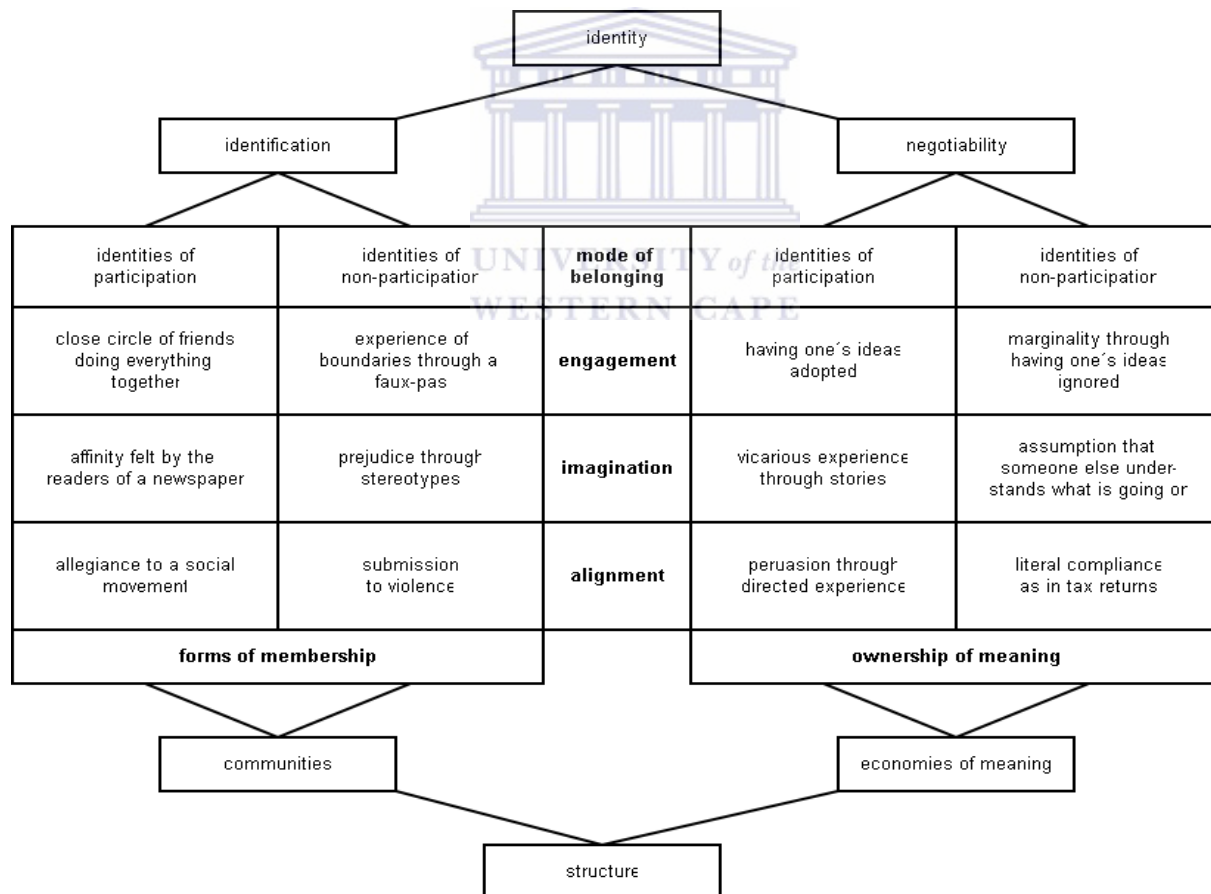 identity
identification
negotiability
identities of
participation
identities of
non-participatior
mode of
belonging
identities of
participation
identities of
non-participatior
UNIVERSITY of the
WESTERN CAPE
close circle of friends
doing everything
together
experience of
boundaries through a
faux-pas
engagement
having one´s ideas
adopted
marginality through
having one´s ideas
ignored
affinity felt by the
readers of a newspaper
prejudice through
stereotypes
imagination
vicarious experience
through stories
assumption that
someone else under-
stands what is going or
allegiance to a social
movement
submission
to violence
alignment
peruasion through
directed experience
literal compliance
as in tax returns
forms of membership
ownership of meaning
communities
economies of meaning
structure